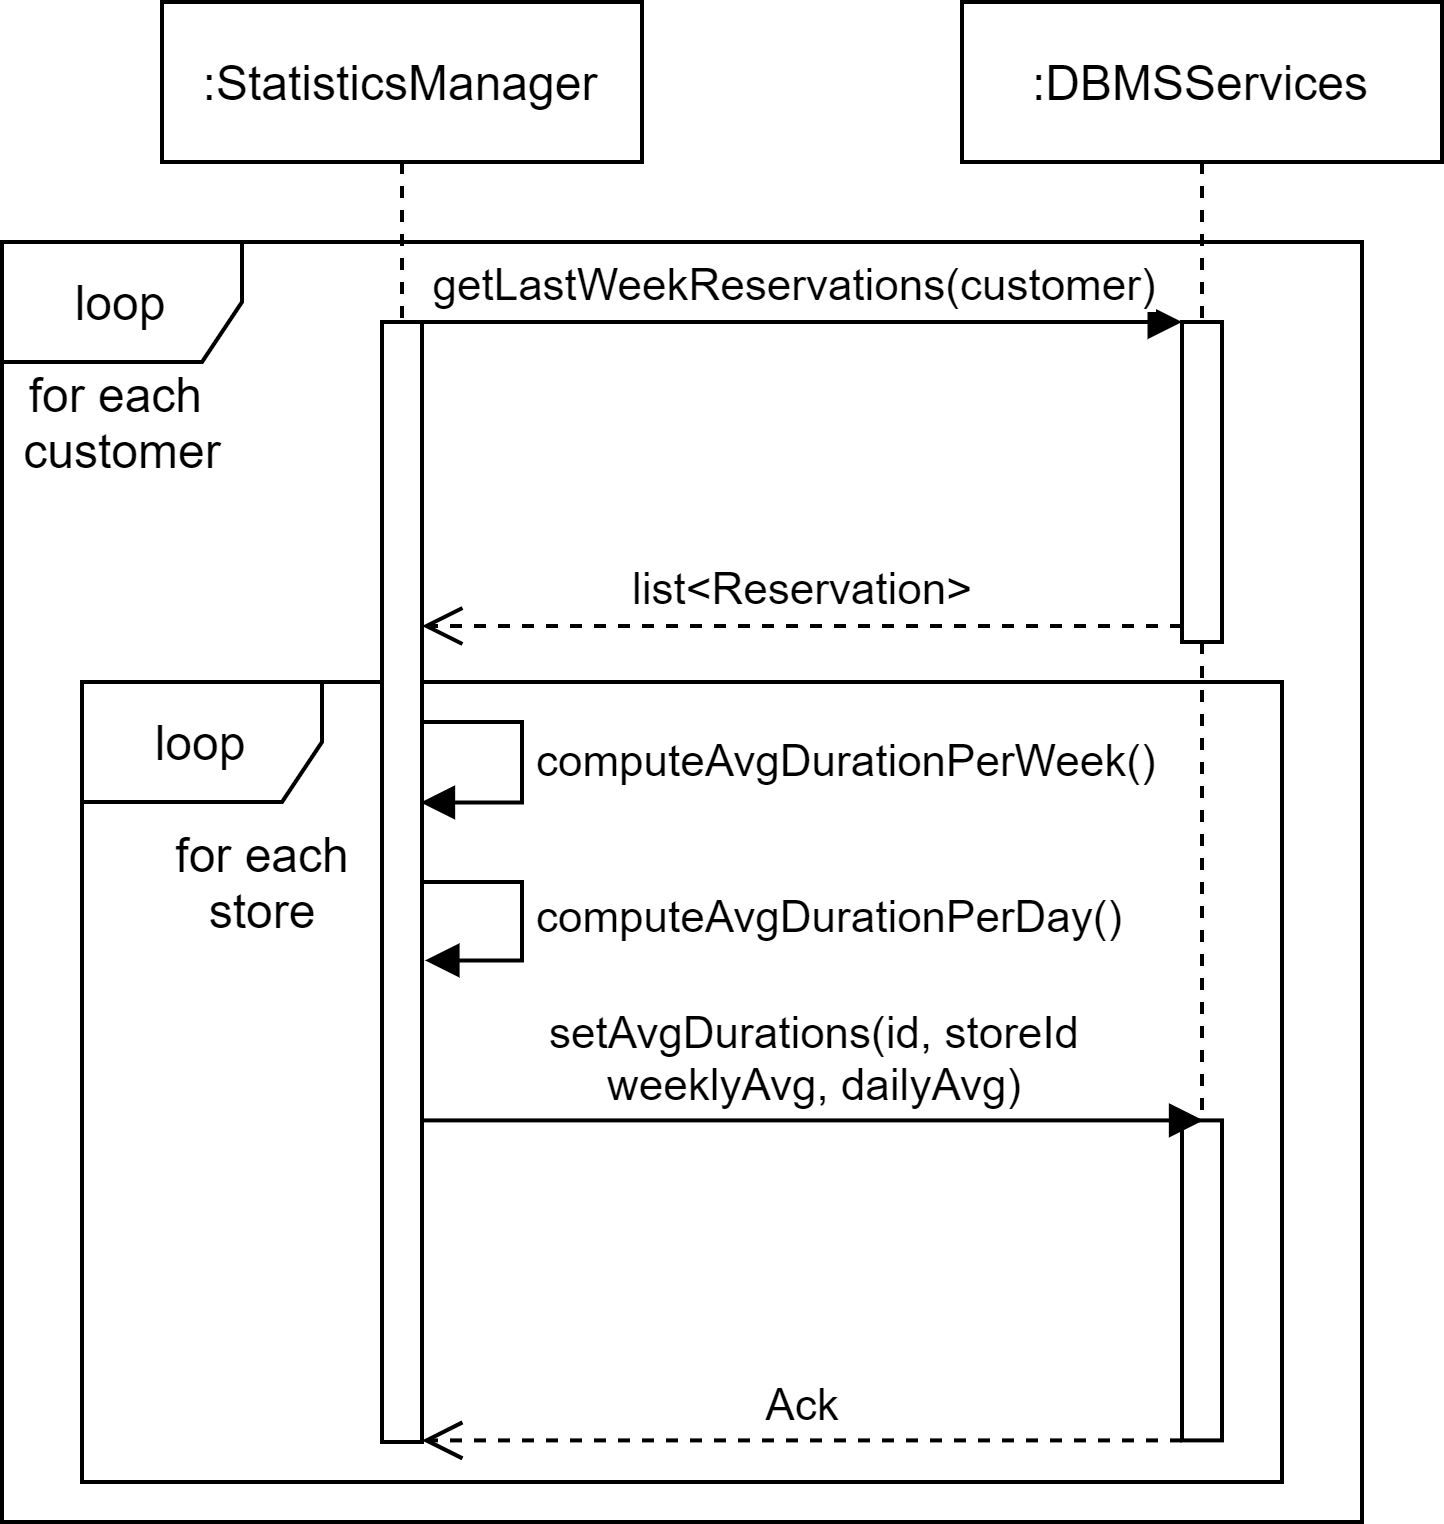 :StatisticsManager
:DBMSServices
loop
getLastWeekReservations(customer)
for each
customer
list<Reservation>
loop
computeAvgDurationPerWeek()
for each
store
computeAvgDurationPerDay()
setAvgDurations(id, storeId
weeklyAvg, dailyAvg)
Ack